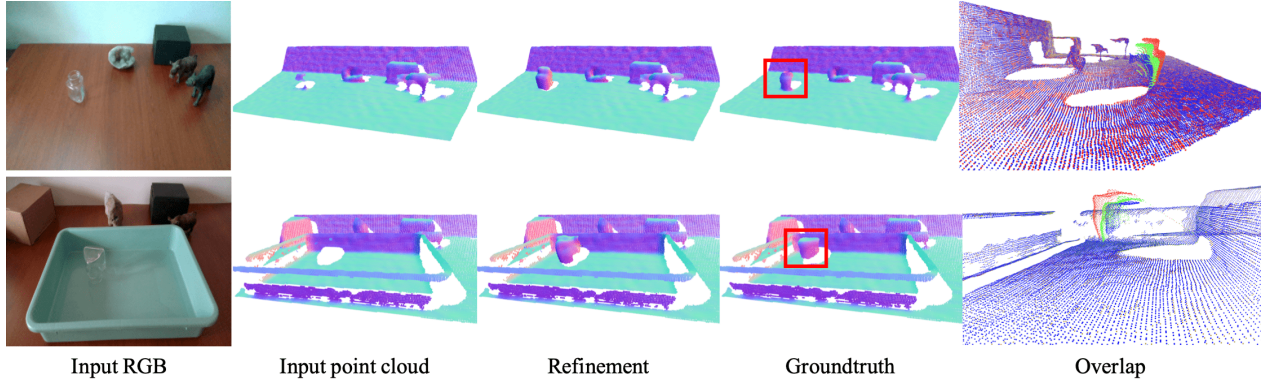 Input RGB
Input point cloud
Refinement
Groundtruth
Overlap